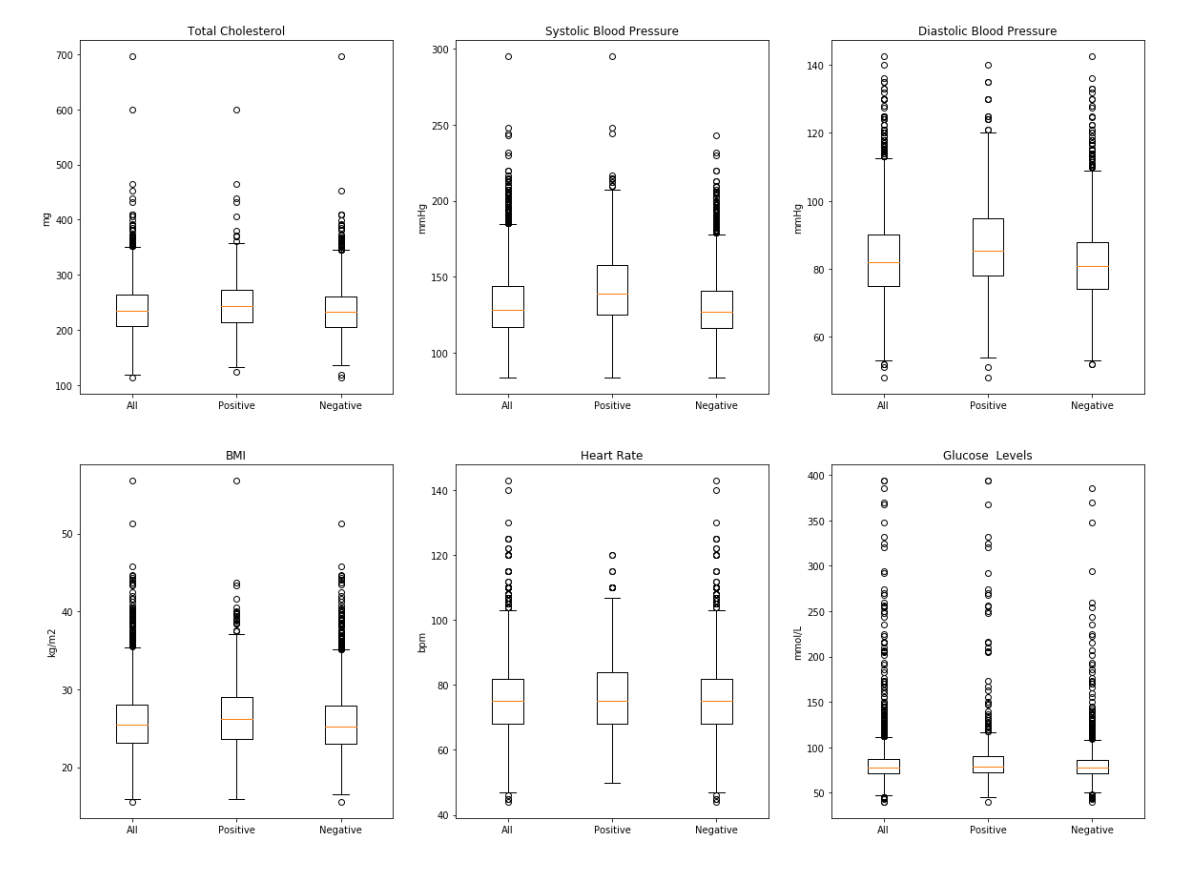 Total Cholesterol
700
600
500
400
300
200
100
mg
All Positive Negative
Systolic Blood Pressure
300
250
200
150
100
mmHg
All Positive Negative
Diastolic Blood Pressure
140
120
100
80
60
mmHg
All Positive Negative
BMI
50
40
30
20
kg/m2
All Positive Negative
Heart Rate
140
120
100
80
60
40
bpm
All Positive Negative
Glucose Levels
400
350
300
250
200
150
100
50
mmol/L
All Positive Negative